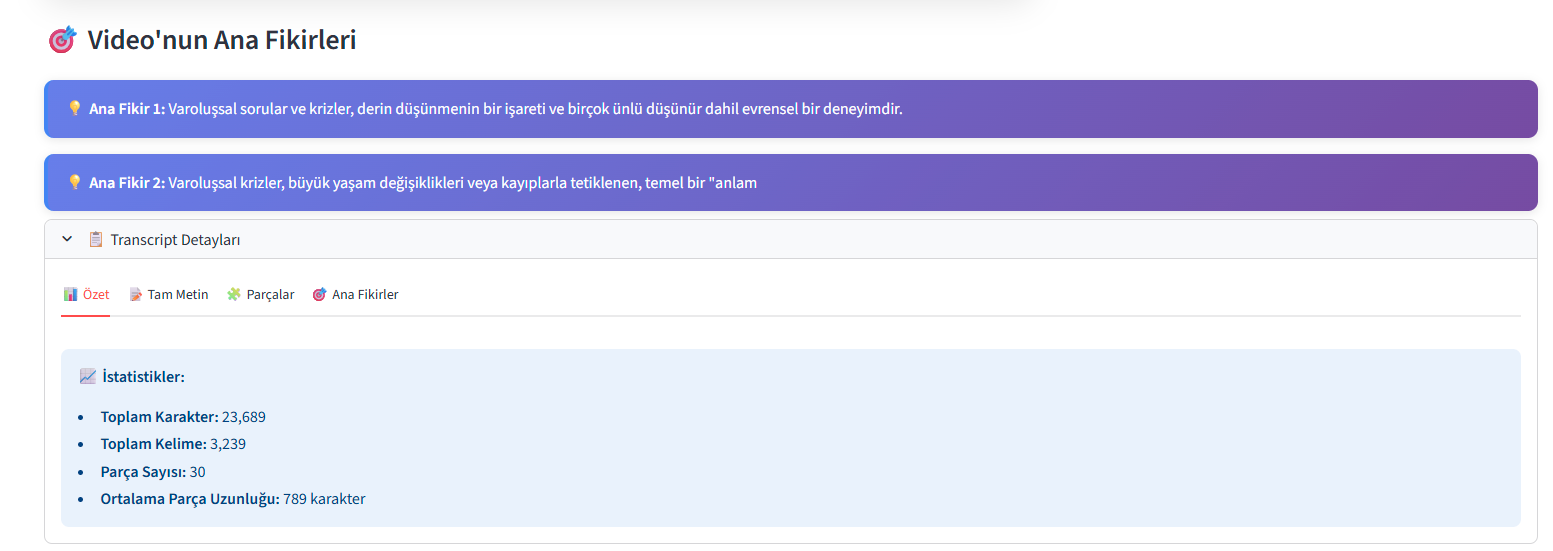 Video'nun Ana Fikirleri
Ana Fikir 1: Varoluşsal sorular ve krizler, derin düşünmenin bir işareti ve birçok ünlü düşünür dahil evrensel bir deneyimdir.
Ana Fikir 2: Varoluşsal krizler, büyük yaşam değişiklikleri veya kayıplarla tetiklenen, temel bir "anlam
Transcript Detayları
Özet Tam Metin Parçalar Ana Fikirler
İstatistikler:
Toplam Karakter: 23,689
Toplam Kelime: 3,239
Parça Sayısı: 30
Ortalama Parça Uzunluğu: 789 karakter